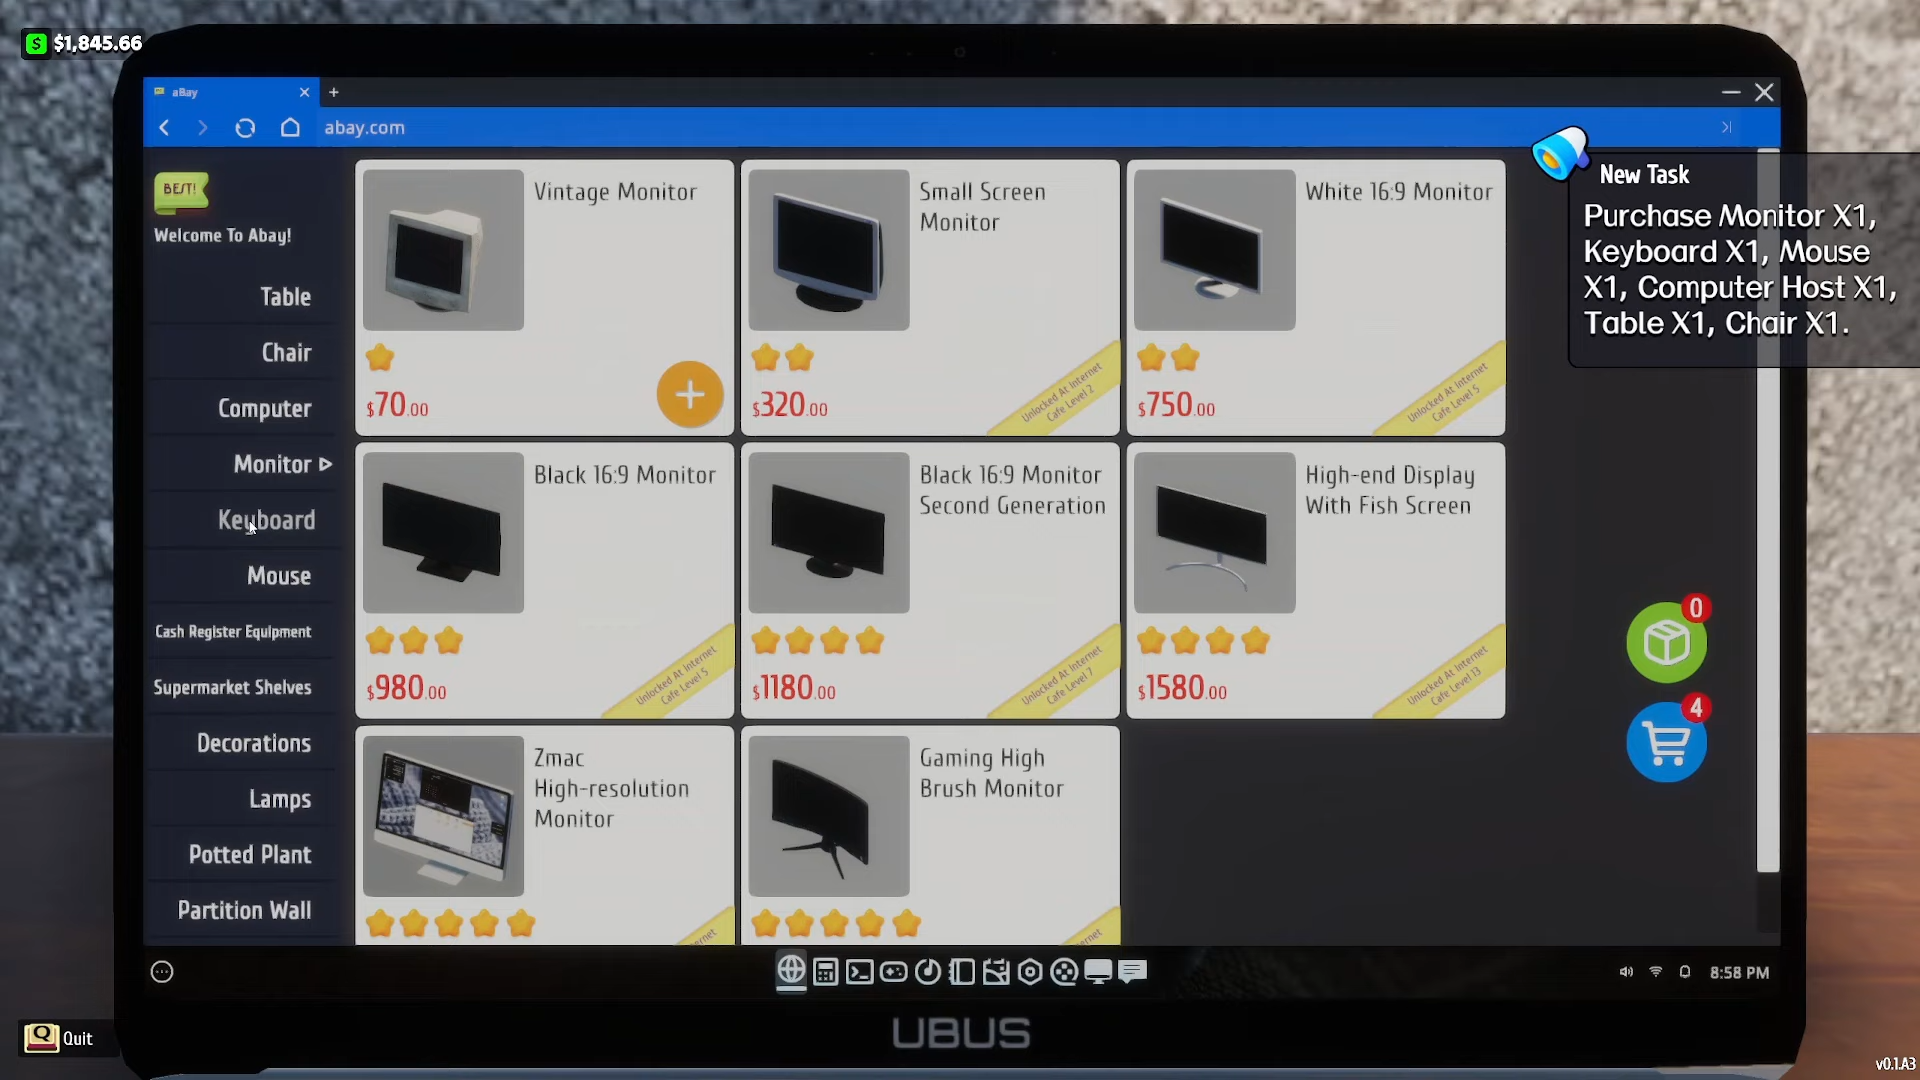 $ $1,845.66
aBay
abay.com
New Task
Purchase Monitor X1,
Keyboard X1, Mouse
X1, Computer Host X1,
Table X1, Chair X1.
BEST!
Welcome To Abay!
Table
Chair
Computer
Monitor
Keyboard
Mouse
Cash Register Equipment
Supermarket Shelves
Decorations
Lamps
Potted Plant
Partition Wall
Vintage Monitor
$70.00
Small Screen
Monitor
$320.00
Unlocked At Internet
Cafe Level 2
White 16:9 Monitor
$750.00
Unlocked At Internet
Cafe Level 5
Black 16:9 Monitor
$980.00
Unlocked At Internet
Cafe Level 5
Black 16:9 Monitor
Second Generation
$1180.00
Unlocked At Internet
Cafe Level 7
High-end Display
With Fish Screen
$1580.00
Unlocked At Internet
Cafe Level 13
Zmac
High-resolution
Monitor
Gaming High
Brush Monitor
0
4
8:58 PM
UBUS
Q Quit
v0.1.A3